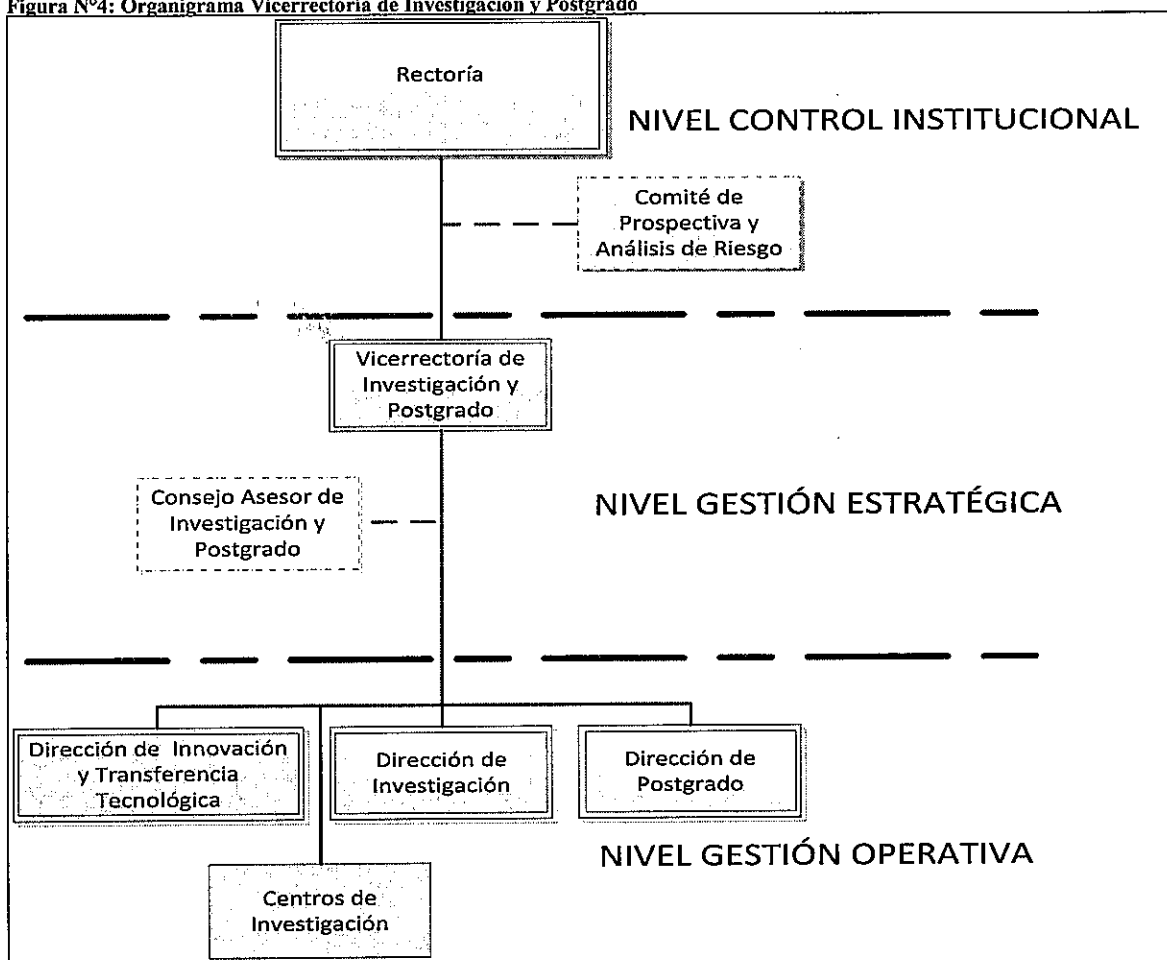 Figura N°4: Organigrama Vicerrectoría de Investigación y Postgrado
Rectoría
NIVEL CONTROL INSTITUCIONAL
Comité de
Prospectiva y
Análisis de Riesgo
Vicerrectoría de
Investigación y
Postgrado
Consejo Asesor de
Investigación y
Postgrado
NIVEL GESTIÓN ESTRATÉGICA
Dirección de Innovación
y Transferencia
Tecnológica
Dirección de
Investigación
Dirección de
Postgrado
NIVEL GESTIÓN OPERATIVA
Centros de
Investigación